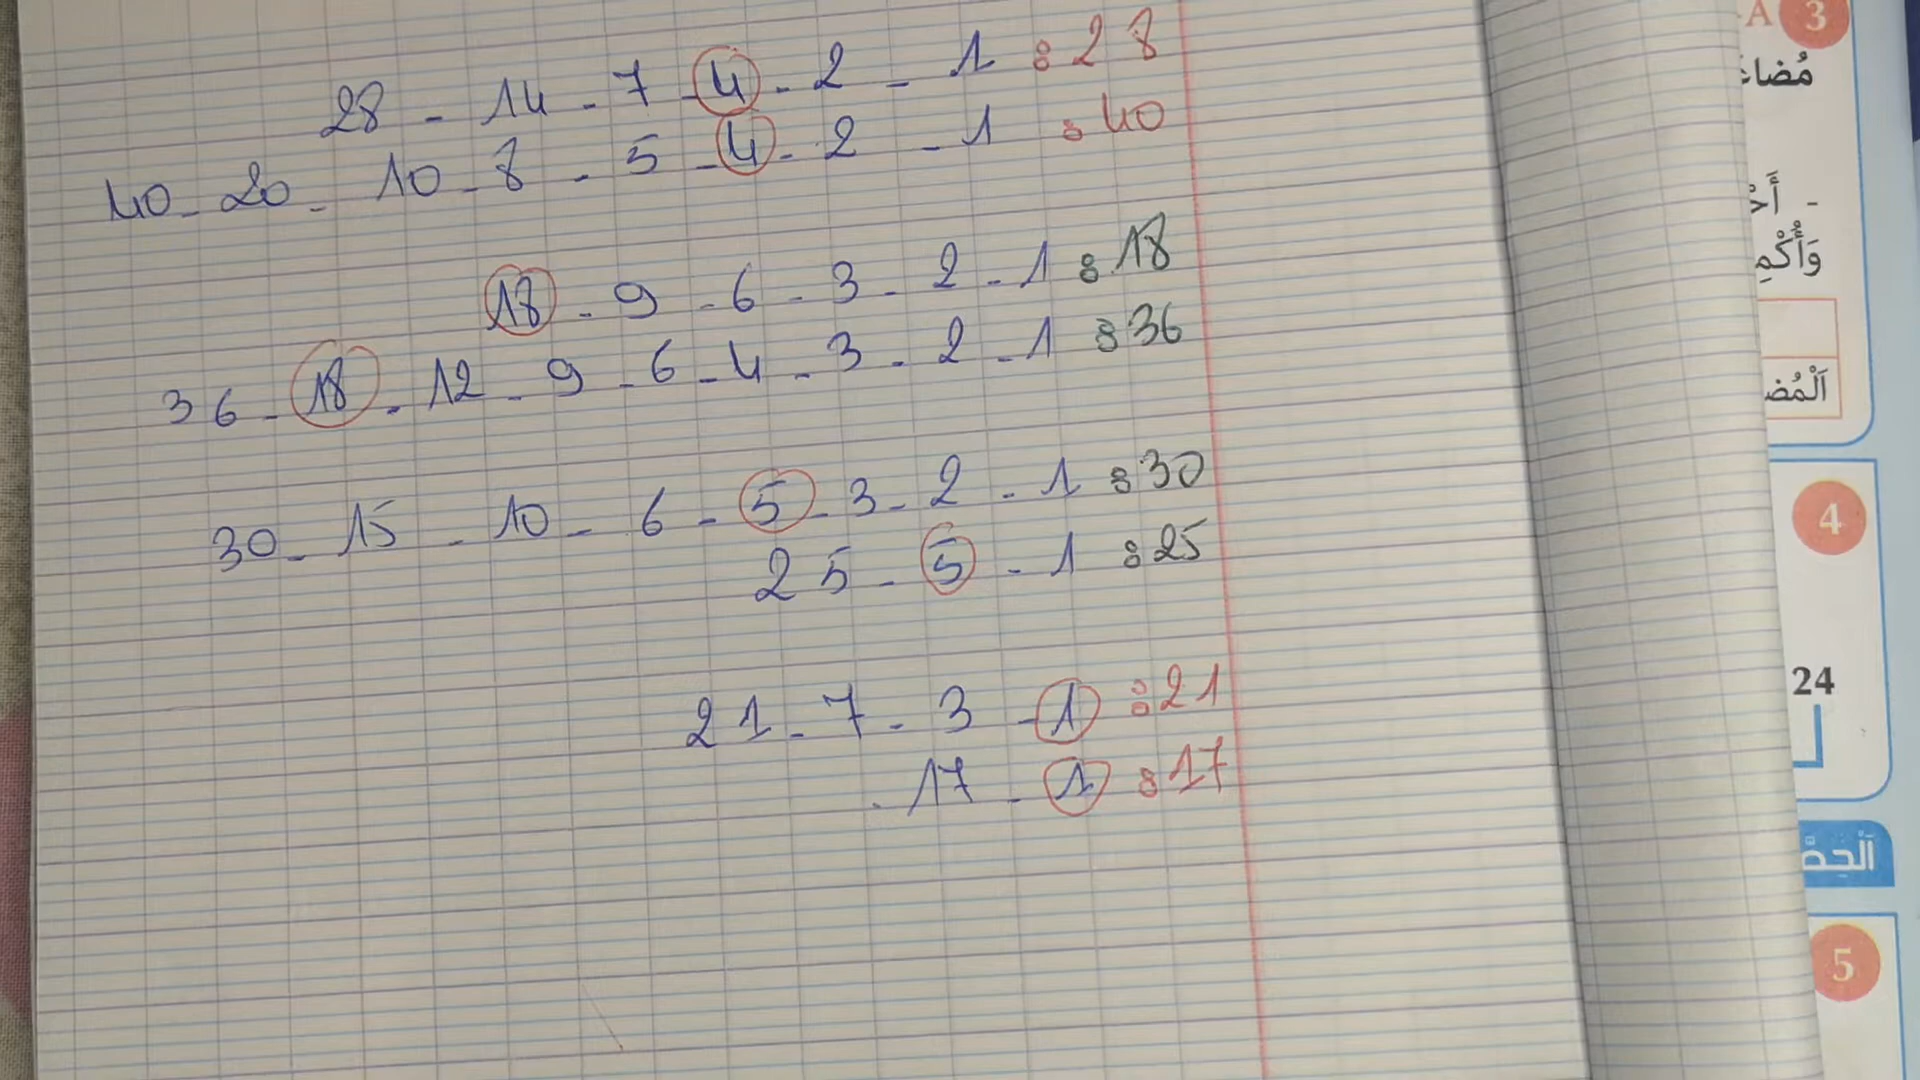 28 - 14 - 7 - 4 - 2 - 1 : 28
40 - 20 - 10 - 8 - 5 - 4 - 2 - 1 : 40
18 - 9 - 6 - 3 - 2 - 1 : 18
36 - 18 - 12 - 9 - 6 - 4 - 3 - 2 - 1 : 36
30 - 15 - 10 - 6 - 5 - 3 - 2 - 1 : 30
25 - 5 - 1 : 25
21 - 7 - 3 - 1 : 21
- 17 - 1 : 17
A 3
4
24
5